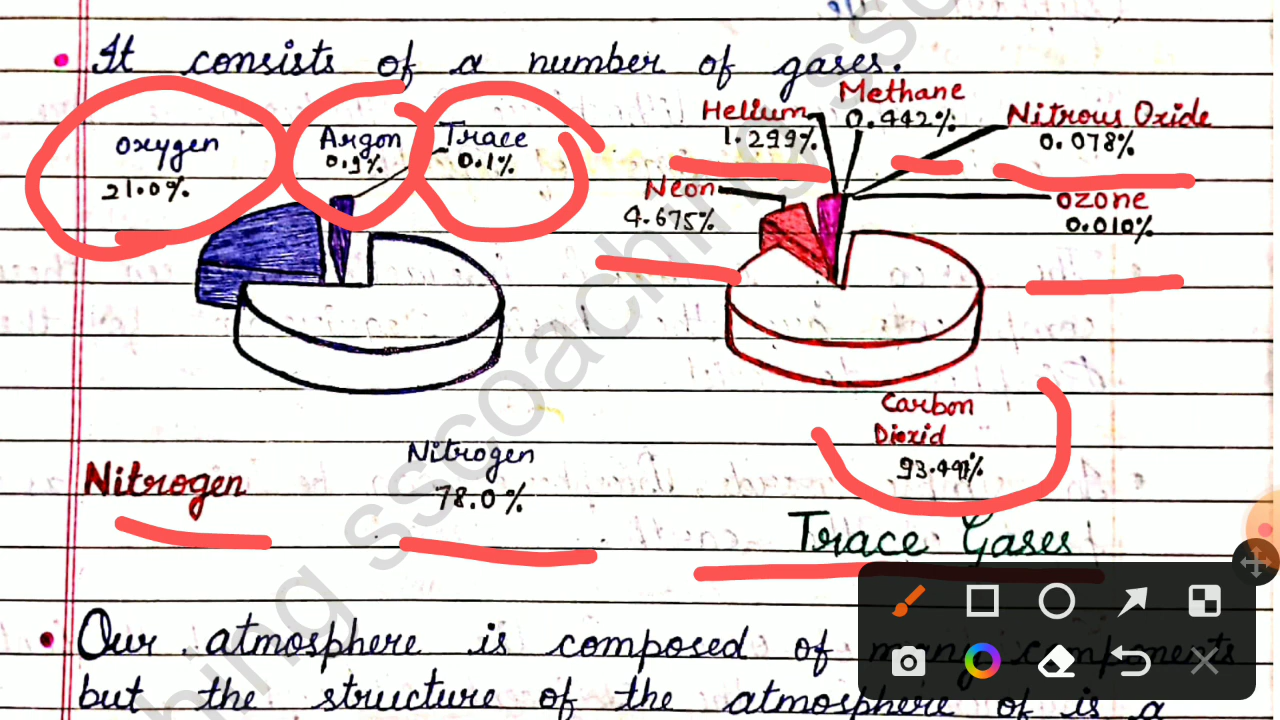 It consists of a number of gases.
oxygen
21.0%
Argon
0.9%
Trace
0.1%
Helium
1.299%
Methane
0.442%
Nitrous Oxide
0.078%
Neon
4.675%
ozone
0.010%
Carbon
Dioxid
Nitrogen
78.0%
Nitrogen
Trace Gases
Our atmosphere is composed of many components
but the structure of the atmosphere of is a
coaching sscoaching